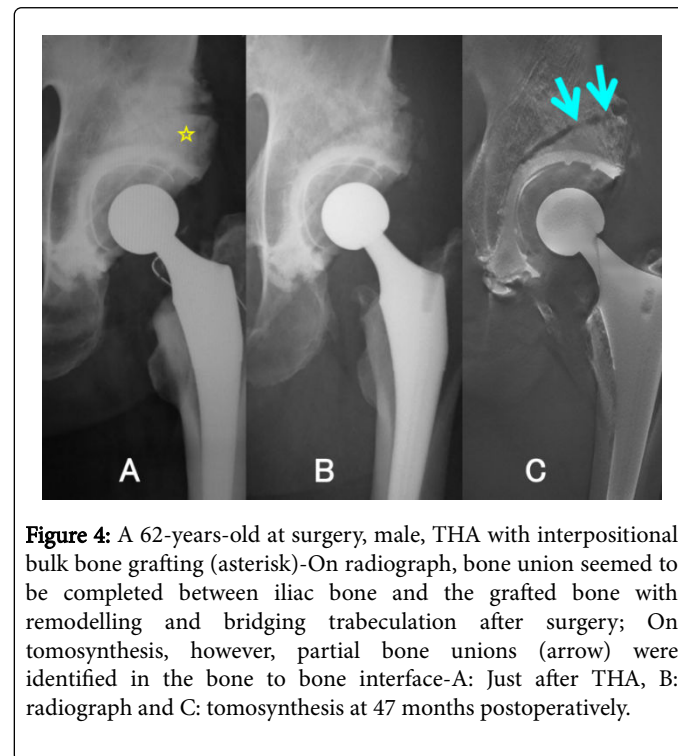 A
B
C
Figure 4: A 62-years-old at surgery, male, THA with interpositional
bulk bone grafting (asterisk)-On radiograph, bone union seemed to
be completed between iliac bone and the grafted bone with
remodelling and bridging trabeculation after surgery; On
tomosynthesis, however, partial bone unions (arrow) were
identified in the bone to bone interface-A: Just after THA, B:
radiograph and C: tomosynthesis at 47 months postoperatively.